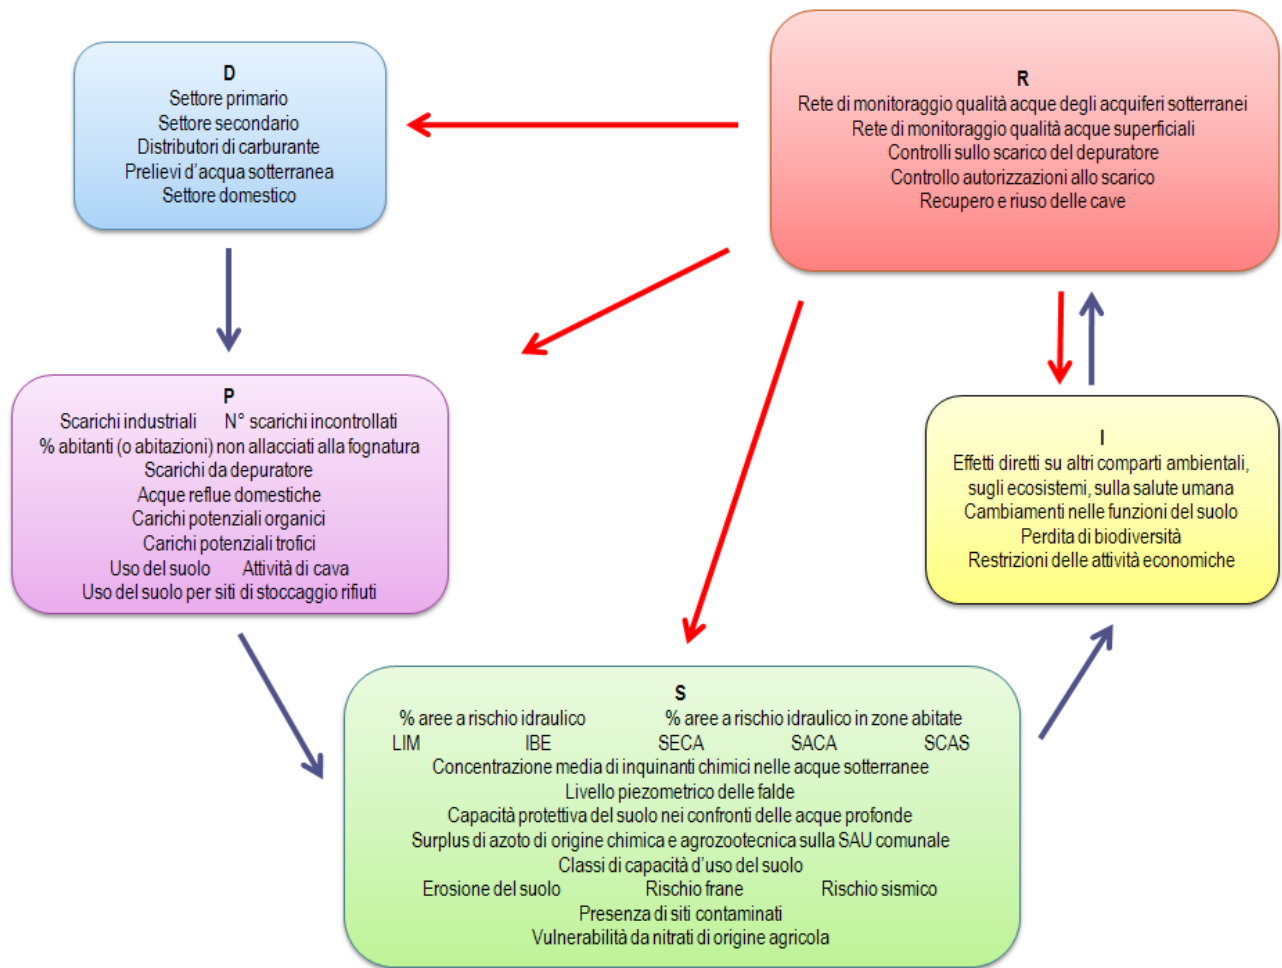 D
Settore primario
Settore secondario
Distributori di carburante
Prelievi d'acqua sotterranea
Settore domestico
R
Rete di monitoraggio qualità acque degli acquiferi sotterranei
Rete di monitoraggio qualità acque superficiali
Controlli sullo scarico del depuratore
Controllo autorizzazioni allo scarico
Recupero e riuso delle cave
P
Scarichi industriali N° scarichi incontrollati
% abitanti (o abitazioni) non allacciati alla fognatura
Scarichi da depuratore
Acque reflue domestiche
Carichi potenziali organici
Carichi potenziali trofici
Uso del suolo Attività di cava
Uso del suolo per siti di stoccaggio rifiuti
I
Effetti diretti su altri comparti ambientali,
sugli ecosistemi, sulla salute umana
Cambiamenti nelle funzioni del suolo
Perdita di biodiversità
Restrizioni delle attività economiche
S
% aree a rischio idraulico % aree a rischio idraulico in zone abitate
LIM IBE SECA SACA SCAS
Concentrazione media di inquinanti chimici nelle acque sotterranee
Livello piezometrico delle falde
Capacità protettiva del suolo nei confronti delle acque profonde
Surplus di azoto di origine chimica e agrozootecnica sulla SAU comunale
Classi di capacità d'uso del suolo
Erosione del suolo Rischio frane Rischio sismico
Presenza di siti contaminati
Vulnerabilità da nitrati di origine agricola